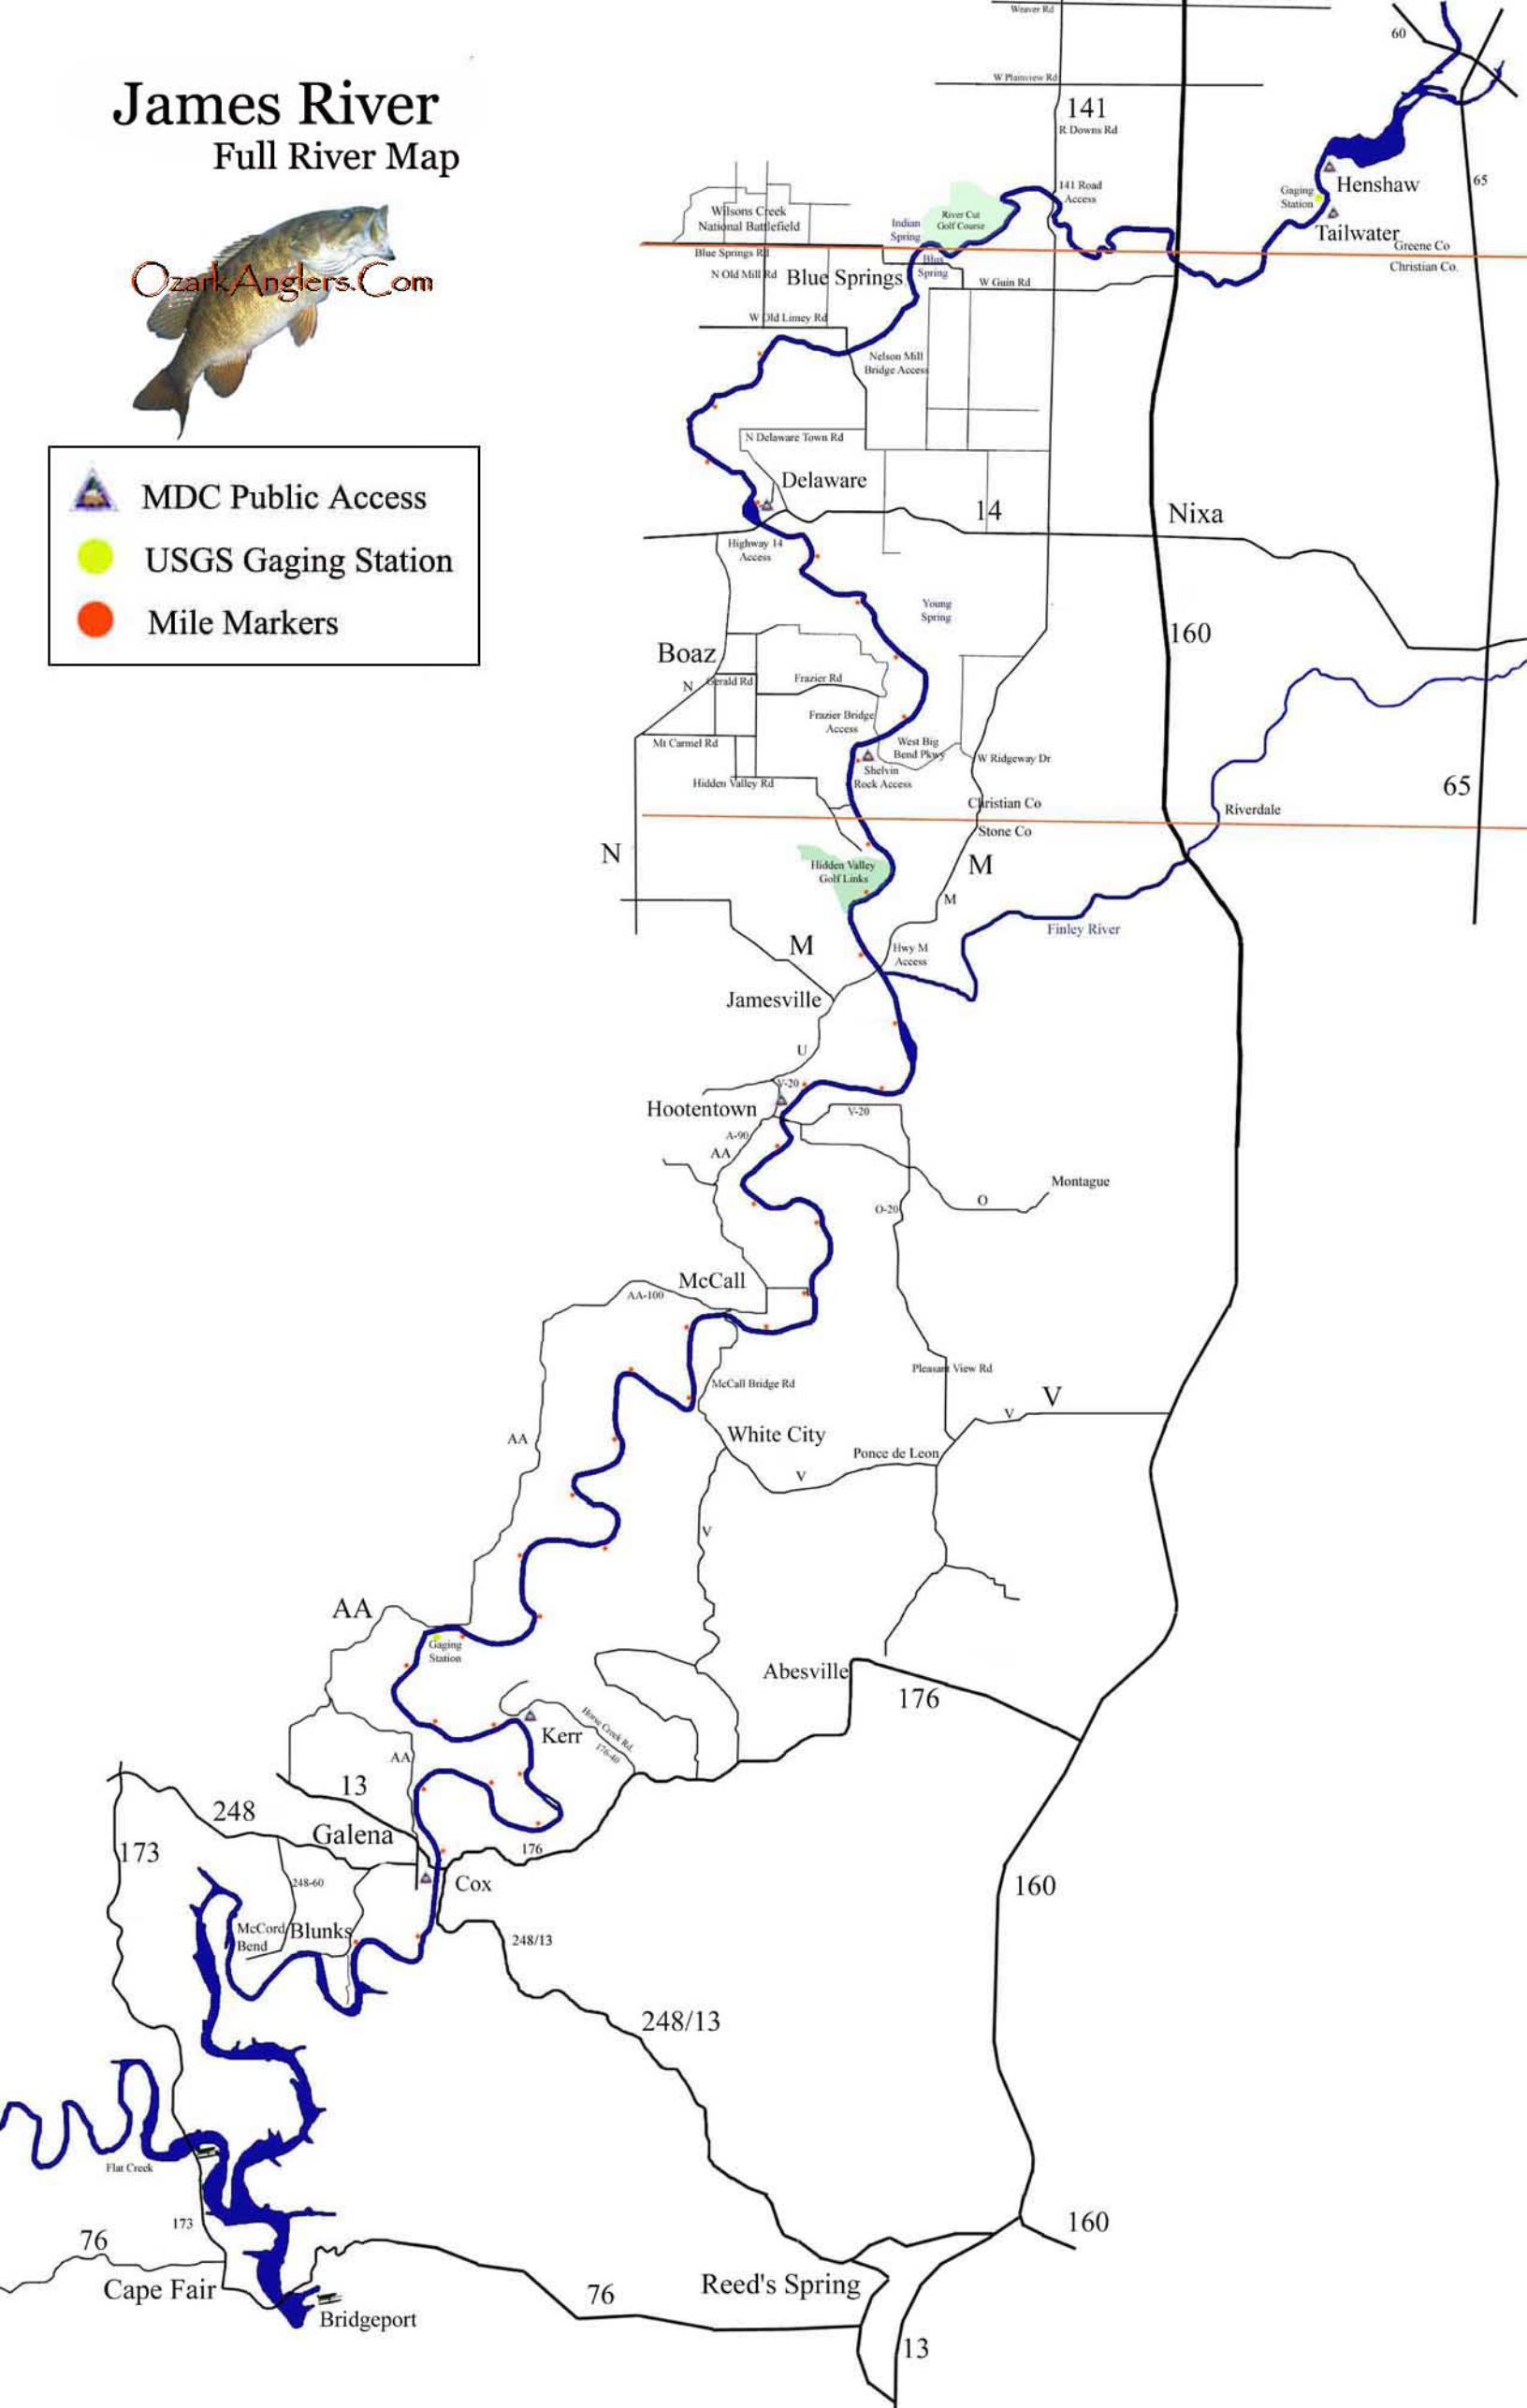 James River
Full River Map
OzarkAnglers.Com
MDC Public Access
USGS Gaging Station
Mile Markers
Weaver Rd
60
W Plainview Rd
141
R Downs Rd
Henshaw
65
141 Road
Access
Gaging
Station
Tailwater
Greene Co
Christian Co.
Wilsons Creek
National Battlefield
River Cut
Golf Course
Indian
Spring
Blue Springs Rd
Blue
Spring
N Old Mill Rd
Blue Springs
W Guin Rd
W Old Limey Rd
Nelson Mill
Bridge Access
N Delaware Town Rd
Delaware
14
Nixa
Highway 14
Access
Young
Spring
160
Boaz
N
Gerald Rd
Frazier Rd
Frazier Bridge
Access
Mt Carmel Rd
West Big
Bend Pkwy
W Ridgeway Dr
Shelvin
Rock Access
Hidden Valley Rd
65
Christian Co
Stone Co
Riverdale
N
Hidden Valley
Golf Links
M
M
Finley River
M
Hwy M
Access
Jamesville
U
V-20
Hootentown
V-20
A-90
AA
Montague
O
O-20
McCall
AA-100
Pleasant View Rd
McCall Bridge Rd
V
V
White City
AA
Ponce de Leon
V
V
AA
Gaging
Station
Abesville
176
Kerr
Horse Creek Rd.
176-40
AA
13
248
Galena
173
176
248-60
Cox
160
McCord
Bend
Blunks
248/13
248/13
Flat Creek
173
160
76
Cape Fair
Reed's Spring
76
Bridgeport
13